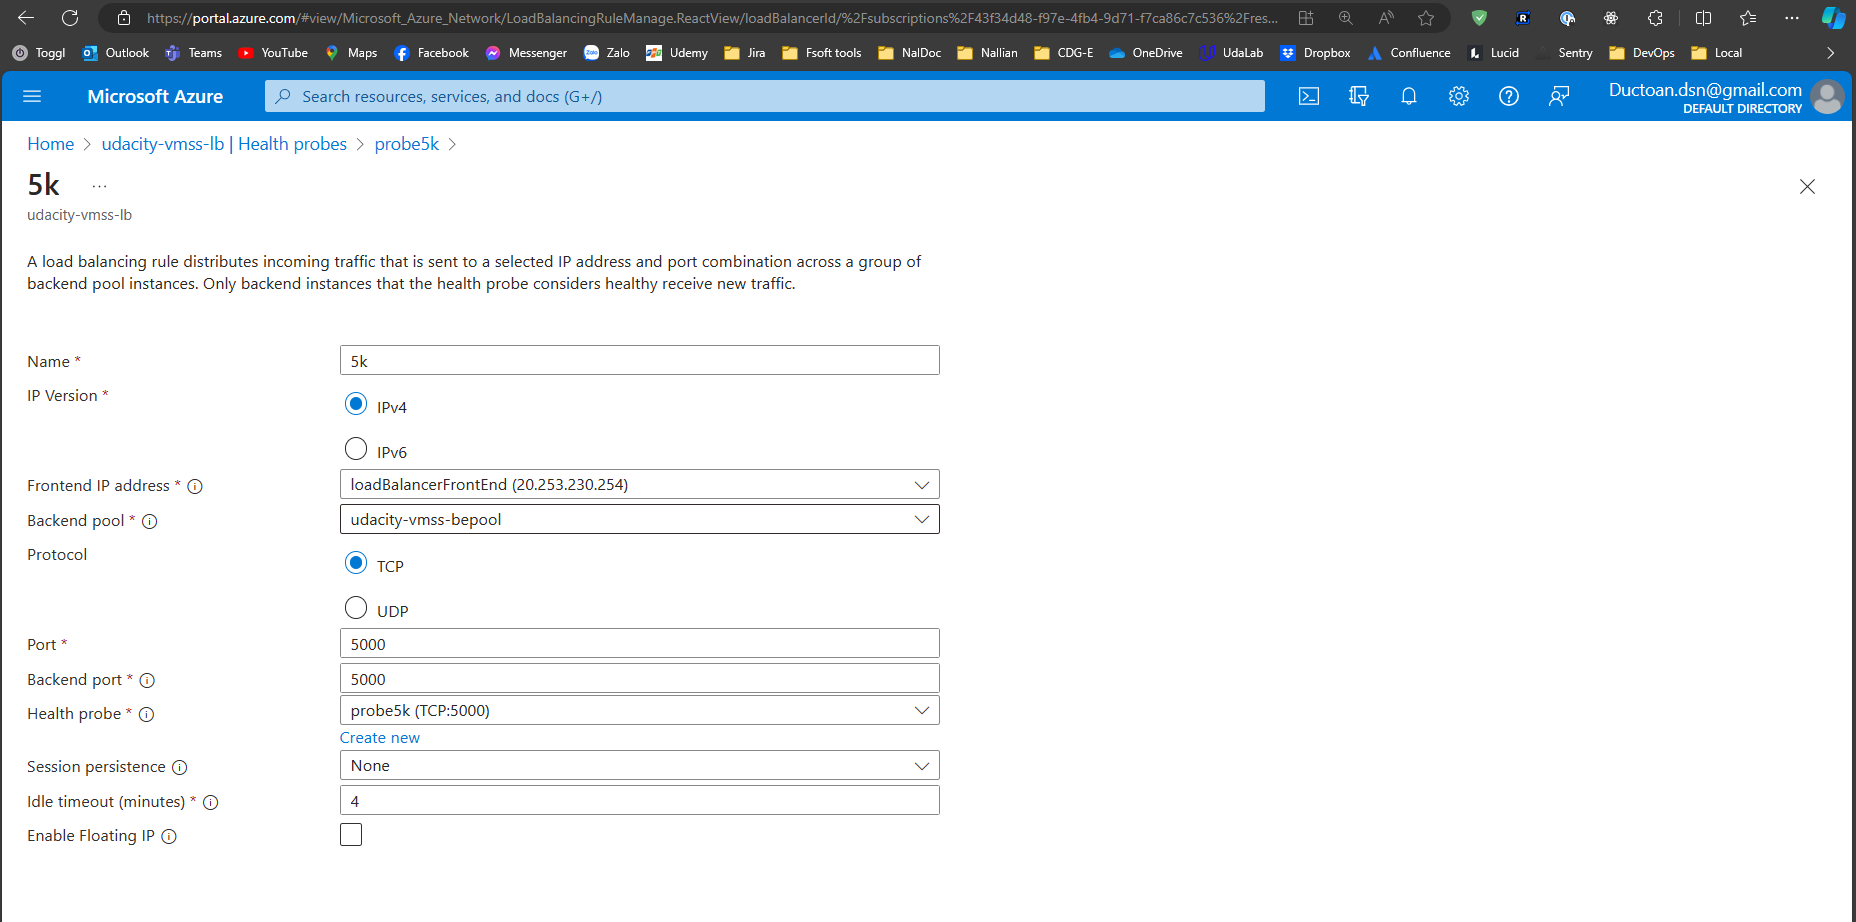 https://portal.azure.com/#view/Microsoft_Azure_Network/LoadBalancingRuleManage.ReactView/loadBalancerId/%2Fsubscriptions%2F43f34d48-f97e-4fb4-9d71-f7ca86c7c536%2Fres...
Toggl Outlook Teams YouTube Maps Facebook Messenger Zalo Udemy Jira Fsoft tools NalDoc Nallian CDG-E OneDrive UdaLab Dropbox Confluence Lucid Sentry DevOps Local
Microsoft Azure
Search resources, services, and docs (G+/)
Ductoan.dsn@gmail.com
DEFAULT DIRECTORY
Home > udacity-vmss-lb | Health probes > probe5k >
5k ...
udacity-vmss-lb
A load balancing rule distributes incoming traffic that is sent to a selected IP address and port combination across a group of
backend pool instances. Only backend instances that the health probe considers healthy receive new traffic.
Name * 5k
IP Version * IPv4
IPv6
Frontend IP address * loadBalancerFrontEnd (20.253.230.254)
Backend pool * udacity-vmss-bepool
Protocol TCP
UDP
Port * 5000
Backend port * 5000
Health probe * probe5k (TCP:5000)
Create new
Session persistence None
Idle timeout (minutes) * 4
Enable Floating IP